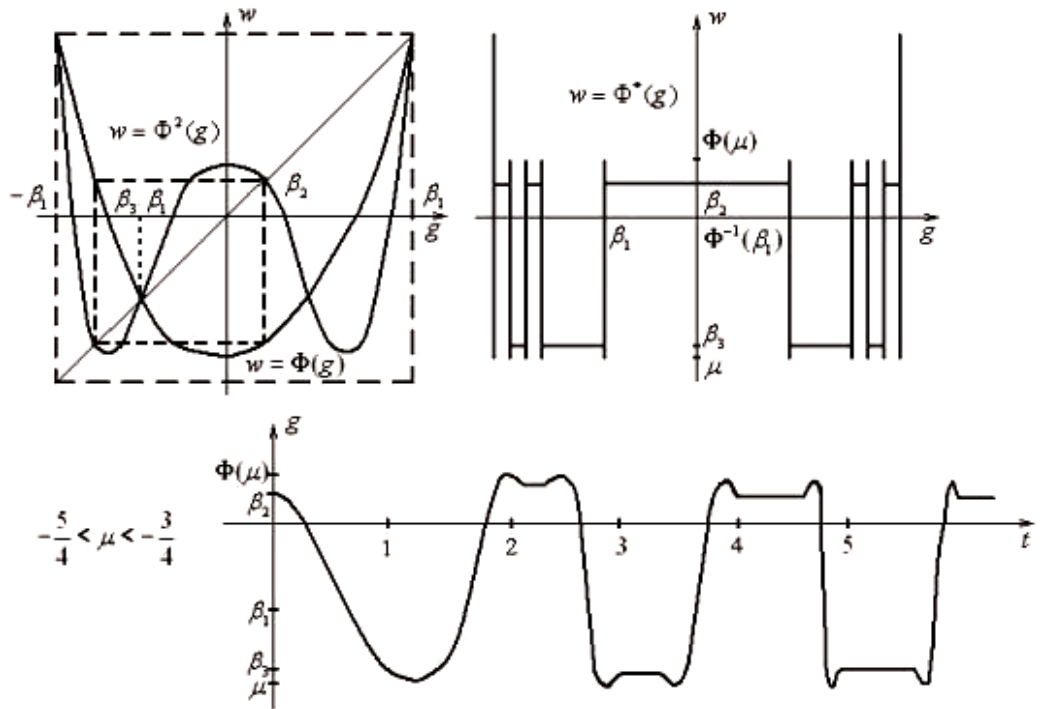 w
w = Φ²(g)
-β₁
β₃
β₁
β₂
β₁
g
w = Φ(g)
w
w = Φ*(g)
Φ(μ)
β₂
β₁
Φ⁻¹(β₁)
g
β₃
μ
g
Φ(μ)
β₂
-5/4 < μ < -3/4
1
2
3
4
5
t
β₁
β₃
μ